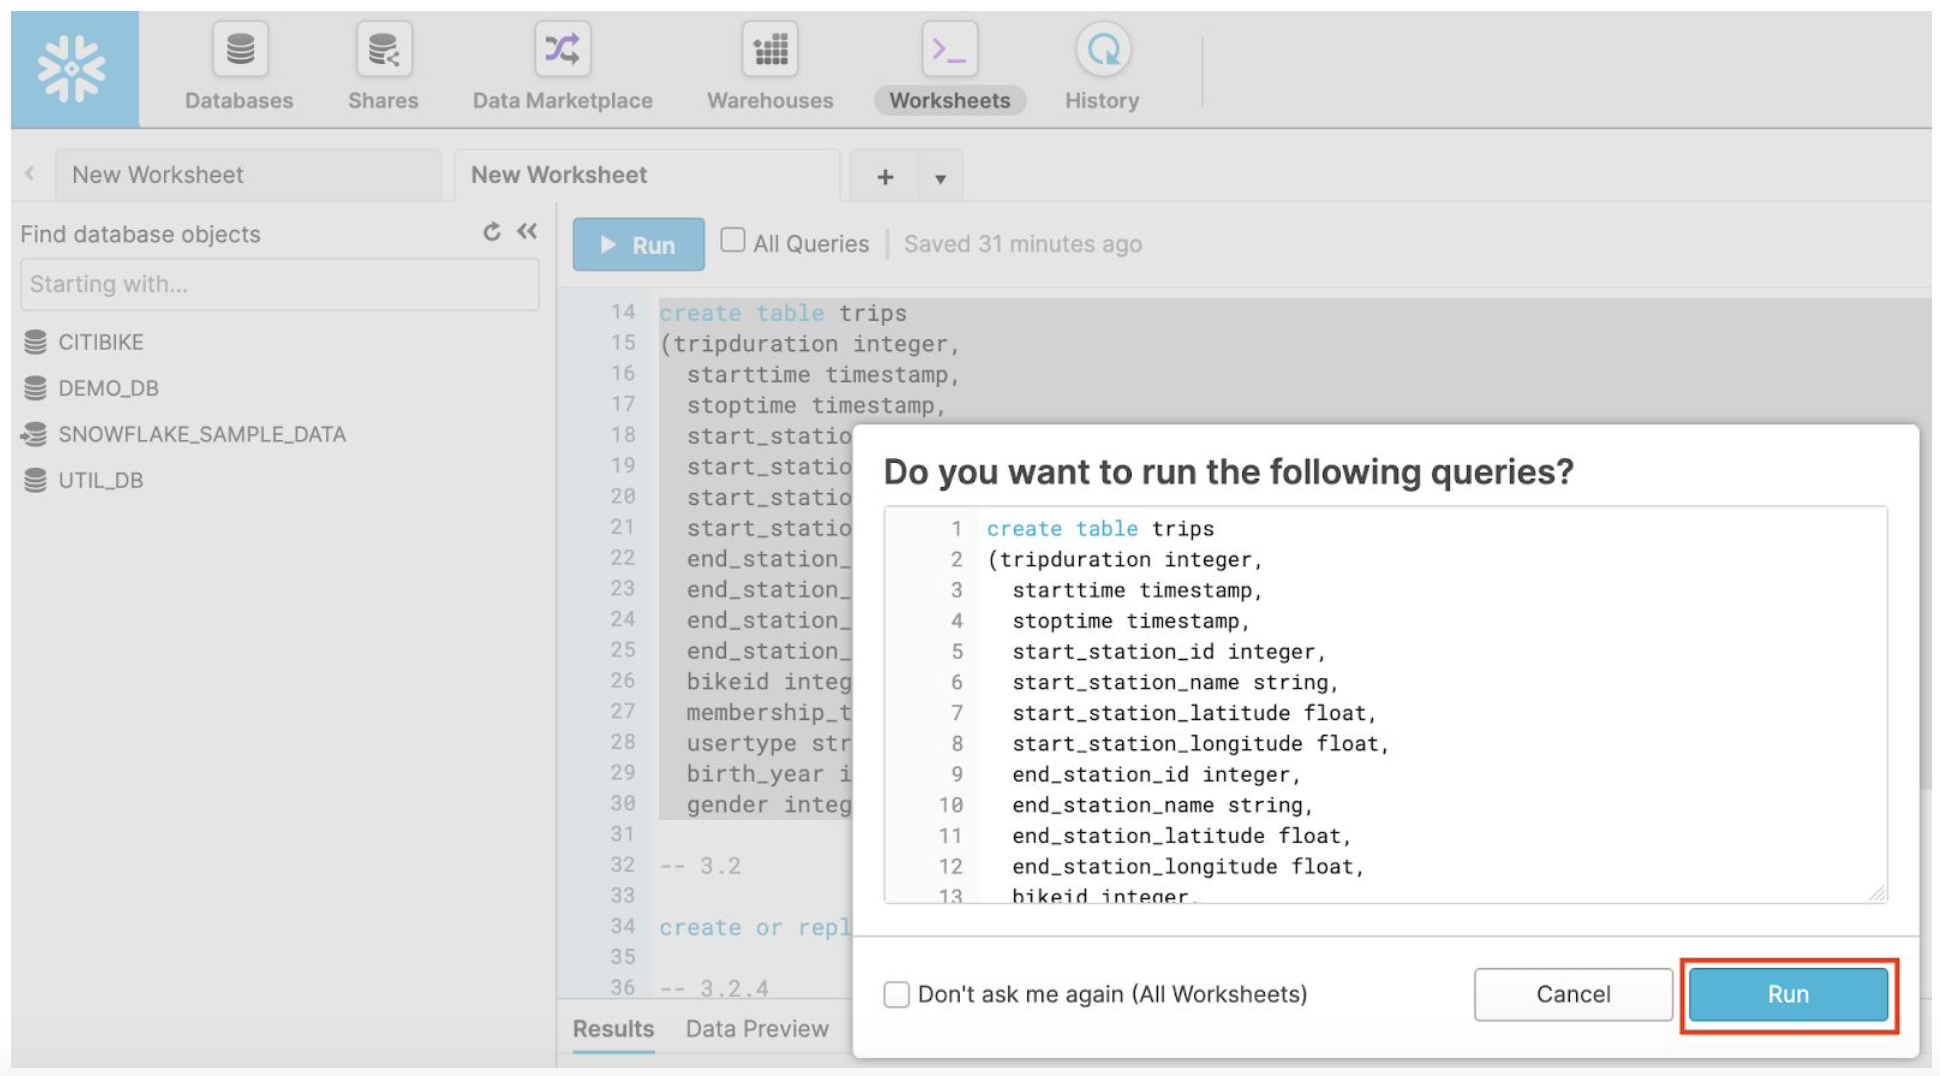 Databases
Shares
Data Marketplace
Warehouses
Worksheets
History
New Worksheet
New Worksheet
+
Find database objects
Starting with...
CITIBIKE
DEMO_DB
SNOWFLAKE_SAMPLE_DATA
UTIL_DB
Run
All Queries
Saved 31 minutes ago
14 create table trips
15 (tripduration integer,
16 starttime timestamp,
17 stoptime timestamp,
18 start_statio
19 start_statio
20 start_statio
21 start_statio
22 end_station_
23 end_station_
24 end_station_
25 end_station_
26 bikeid integ
27 membership_t
28 usertype str
29 birth_year i
30 gender integ
31
32 -- 3.2
33
34 create or repl
35
36 -- 3.2.4
Results
Data Preview
Do you want to run the following queries?
1 create table trips
2 (tripduration integer,
3 starttime timestamp,
4 stoptime timestamp,
5 start_station_id integer,
6 start_station_name string,
7 start_station_latitude float,
8 start_station_longitude float,
9 end_station_id integer,
10 end_station_name string,
11 end_station_latitude float,
12 end_station_longitude float,
13 bikeid integer,
Don't ask me again (All Worksheets)
Cancel
Run